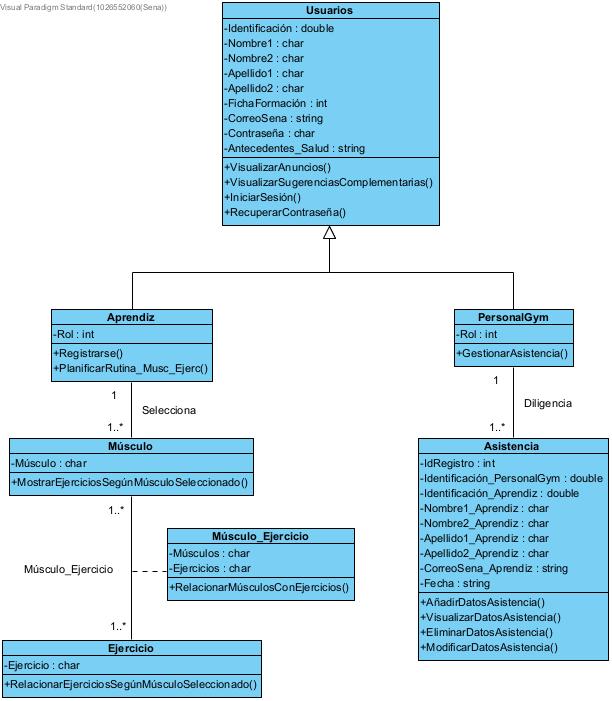 Visual Paradigm Standard(1026552060(Sena))
Usuarios
-Identificación : double
-Nombre1 : char
-Nombre2 : char
-Apellido1 : char
-Apellido2 : char
-FichaFormación : int
-CorreoSena : string
-Contraseña : char
-Antecedentes_Salud : string
+VisualizarAnuncios()
+VisualizarSugerenciasComplementarias()
+IniciarSesión()
+RecuperarContraseña()
Aprendiz
-Rol : int
+Registrarse()
+PlanificarRutina_Musc_Ejerc()
PersonalGym
-Rol : int
+GestionarAsistencia()
1
Selecciona
1..*
1
Diligencia
1..*
Músculo
-Músculo : char
+MostrarEjerciciosSegúnMúsculoSeleccionado()
Asistencia
-IdRegistro : int
-Identificación_PersonalGym : double
-Identificación_Aprendiz : double
-Nombre1_Aprendiz : char
-Nombre2_Aprendiz : char
-Apellido1_Aprendiz : char
-Apellido2_Aprendiz : char
-CorreoSena_Aprendiz : string
-Fecha : string
+AñadirDatosAsistencia()
+VisualizarDatosAsistencia()
+EliminarDatosAsistencia()
+ModificarDatosAsistencia()
1..*
Músculo_Ejercicio
Músculo_Ejercicio
-Músculos : char
-Ejercicios : char
+RelacionarMúsculosConEjercicios()
1..*
Ejercicio
-Ejercicio : char
+RelacionarEjerciciosSegúnMúsculoSeleccionado()